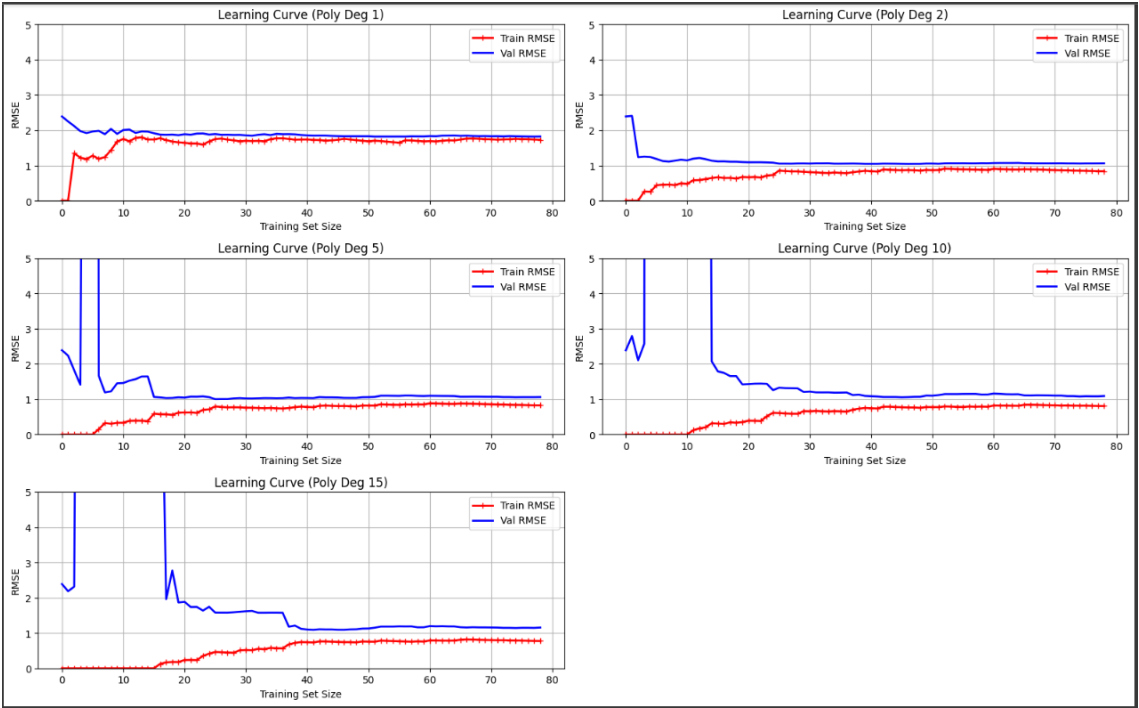 Learning Curve (Poly Deg 1)
5
4
3
2
1
0
RMSE
Train RMSE
Val RMSE
0 10 20 30 40 50 60 70 80
Training Set Size
Learning Curve (Poly Deg 2)
5
4
3
2
1
0
RMSE
Train RMSE
Val RMSE
0 10 20 30 40 50 60 70 80
Training Set Size
Learning Curve (Poly Deg 5)
5
4
3
2
1
0
RMSE
Train RMSE
Val RMSE
0 10 20 30 40 50 60 70 80
Training Set Size
Learning Curve (Poly Deg 10)
5
4
3
2
1
0
RMSE
Train RMSE
Val RMSE
0 10 20 30 40 50 60 70 80
Training Set Size
Learning Curve (Poly Deg 15)
5
4
3
2
1
0
RMSE
Train RMSE
Val RMSE
0 10 20 30 40 50 60 70 80
Training Set Size